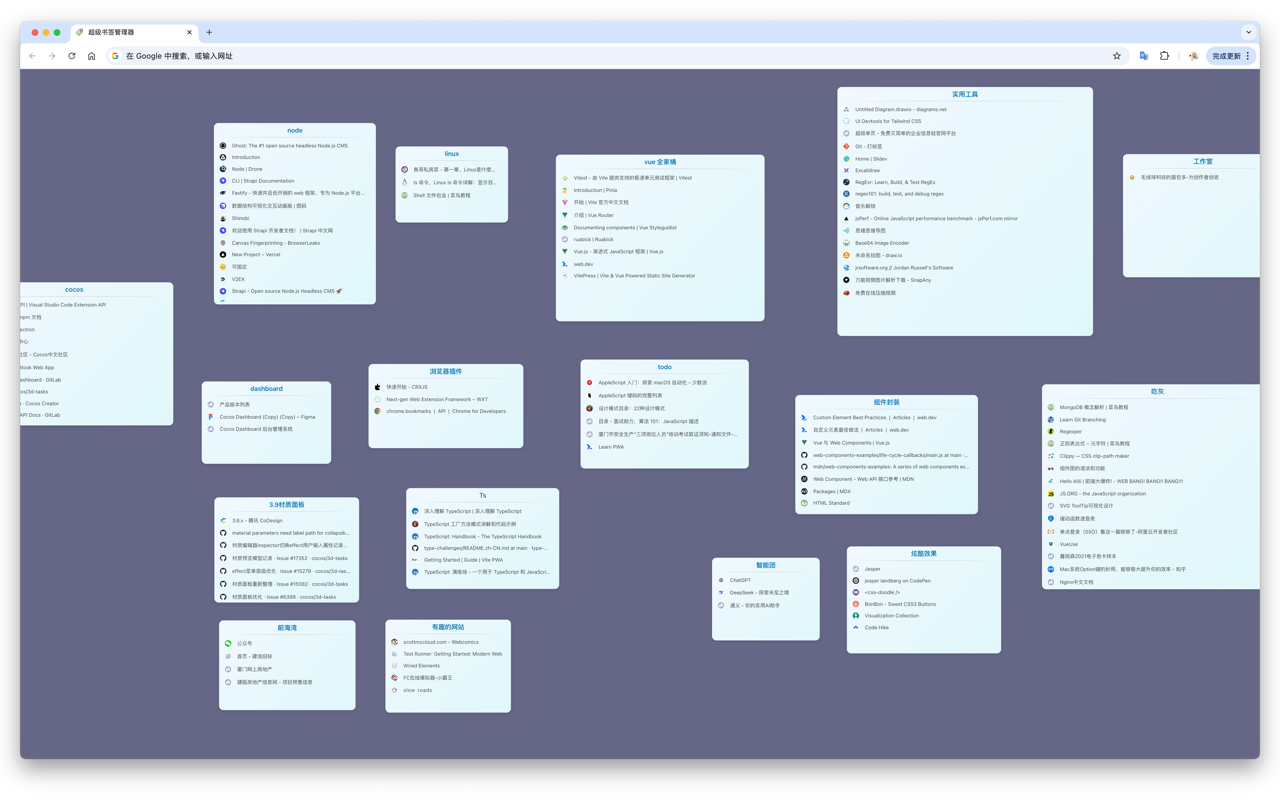 超级书签管理器
在 Google 中搜索，或输入网址
完成更新
node
Ghost: The #1 open source headless Node.js CMS
Introduction
Node | Drone
CLI | Strapi Documentation
Fastify - 快速并且低开销的 web 框架，专为 Node.js 平台...
数据结构可视化交互动画版 | 图码
Shinobi
欢迎使用 Strapi 开发者文档！ | Strapi 中文网
Canvas Fingerprinting - BrowserLeaks
New Project – Vercel
可固定
V2EX
Strapi - Open source Node.js Headless CMS 🚀
linux
鳥哥私房菜 - 第一章、Linux是什麼...
ls 命令，Linux ls 命令详解：显示目...
Shell 文件包含 | 菜鸟教程
vue 全家桶
Vitest - 由 Vite 提供支持的极速单元测试框架 | Vitest
Introduction | Pinia
开始 | Vite 官方中文文档
介绍 | Vue Router
Documenting components | Vue Styleguidist
ruabick | Ruabick
Vue.js - 渐进式 JavaScript 框架 | Vue.js
web.dev
VitePress | Vite & Vue Powered Static Site Generator
实用工具
Untitled Diagram.drawio - diagrams.net
UI Devtools for Tailwind CSS
超级单页 - 免费又简单的企业信息链官网平台
Git - 打标签
Home | Slidev
Excalidraw
RegExr: Learn, Build, & Test RegEx
regex101: build, test, and debug regex
音乐解锁
jsPerf - Online JavaScript performance benchmark - jsPerf.com mirror
思维思维导图
Base64 Image Encoder
未命名绘图 - draw.io
jrsoftware.org // Jordan Russell's Software
万能视频图片解析下载 - SnapAny
免费在线压缩视频
工作室
毛线球科技的面包多-为创作者创收
cocos
PI | Visual Studio Code Extension API
npm 文档
ectron
中心
社区 - Cocos中文社区
Book Web App
ashboard · GitLab
os/3d-tasks
- Cocos Creator
API Docs · GitLab
dashboard
产品版本列表
Cocos Dashboard (Copy) (Copy) – Figma
Cocos Dashboard 后台管理系统
浏览器插件
快速开始 - CRXJS
Next-gen Web Extension Framework – WXT
chrome.bookmarks | API | Chrome for Developers
todo
AppleScript 入门：探索 macOS 自动化 - 少数派
AppleScript 键码的完整列表
设计模式目录：22种设计模式
目录 - 面试助力，算法 101：JavaScript 描述
厦门市安全生产"三项岗位人员"培训考试取证须知-通知文件-...
Learn PWA
组件封装
Custom Element Best Practices | Articles | web.dev
自定义元素最佳做法 | Articles | web.dev
Vue 与 Web Components | Vue.js
web-components-examples/life-cycle-callbacks/main.js at main · ...
mdn/web-components-examples: A series of web components ex...
Web Component - Web API 接口参考 | MDN
Packages | MDX
HTML Standard
吃灰
MongoDB 概念解析 | 菜鸟教程
Learn Git Branching
Regexper
正则表达式 – 元字符 | 菜鸟教程
Clippy — CSS clip-path maker
组件图的语法和功能
Hello Alili | 前端大爆炸! - WEB BANG! BANG!! BANG!!!
JS.ORG - the JavaScript organization
SVG ToolTip可视化设计
缓动函数速查表
单点登录（SSO）看这一篇就够了-阿里云开发者社区
VueUse
鑫巍森2021电子色卡样本
Mac系统Option键的妙用，能够极大提升你的效率 - 知乎
Nginx中文文档
3.9材质面板
3.8.x - 腾讯 CoDesign
material parameters need label path for collapsib...
材质编辑器inspector切换effect用户输入属性记录...
材质预览模型记录 · Issue #17352 · cocos/3d-tasks
effect菜单层级优化 · Issue #15279 · cocos/3d-tas...
材质面板重新整理 · Issue #15082 · cocos/3d-tasks
材质面板优化 · Issue #6398 · cocos/3d-tasks
Ts
深入理解 TypeScript | 深入理解 TypeScript
TypeScript 工厂方法模式讲解和代码示例
TypeScript: Handbook - The TypeScript Handbook
type-challenges/README.zh-CN.md at main · type-...
Getting Started | Guide | Vite PWA
TypeScript: 演练场 - 一个用于 TypeScript 和 JavaScri...
智能团
ChatGPT
DeepSeek - 探索未至之境
通义 - 你的实用AI助手
炫酷效果
Jesper
jesper landberg on CodePen
<css-doodle />
BonBon - Sweet CSS3 Buttons
Visualization Collection
Code Hike
前海湾
公众号
首页 - 建信招标
厦门网上房地产
建瓯房地产信息网 - 项目预售信息
有趣的网站
scottmccloud.com - Webcomics
Test Runner: Getting Started: Modern Web
Wired Elements
FC在线模拟器-小霸王
slow roads